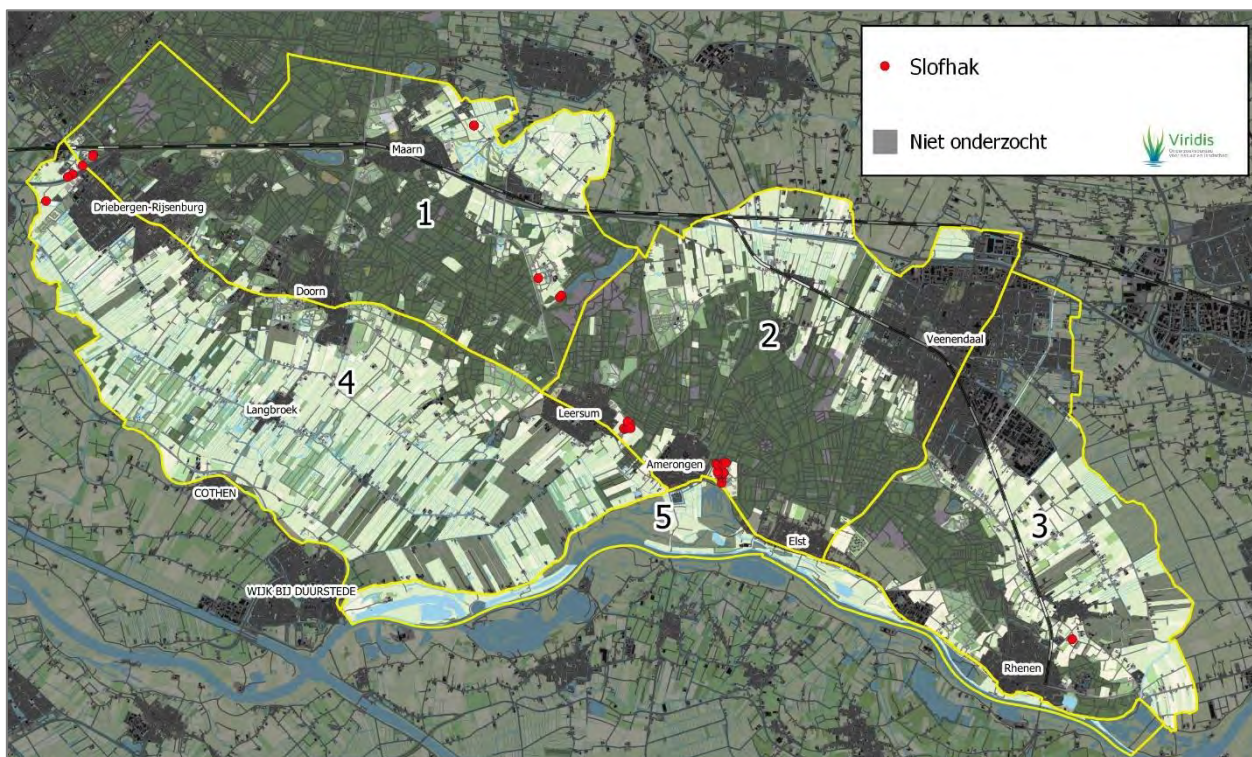 Slofhak
Niet onderzocht
Viridis
Maarn
1
Driebergen-Rijsenburg
Doorn
2
Veenendaal
4
Langbroek
Leersum
Amerongen
COTHEN
5
3
Elst
WIJK BIJ DUURSTEDE
Rhenen